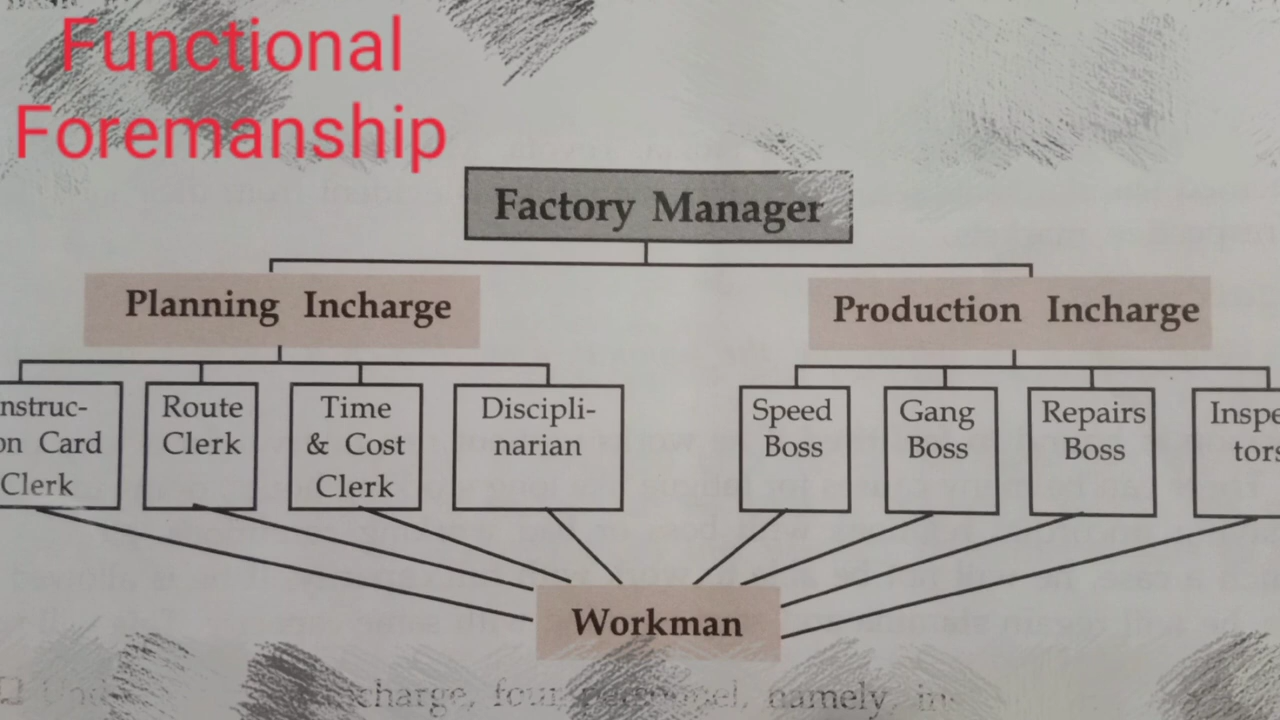 Functional
Foremanship
Factory Manager
Planning Incharge
Production Incharge
nstruc-
on Card
Clerk
Route
Clerk
Time
& Cost
Clerk
Discipli-
narian
Speed
Boss
Gang
Boss
Repairs
Boss
Inspe
tors
Workman
charge, four personnel, namely, in